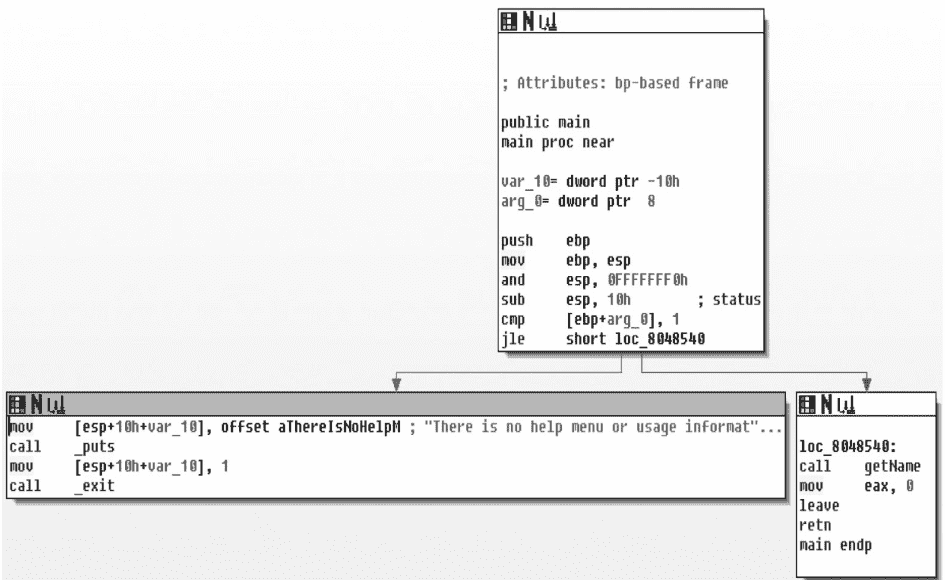 ; Attributes: bp-based frame
public main
main proc near
var_10= dword ptr -10h
arg_0= dword ptr  8
push    ebp
mov     ebp, esp
and     esp, 0FFFFFFF0h
sub     esp, 10h        ; status
cmp     [ebp+arg_0], 1
jle     short loc_8048540
mov     [esp+10h+var_10], offset aThereIsNoHelpM ; "There is no help menu or usage informat"...
call    _puts
mov     [esp+10h+var_10], 1
call    _exit
loc_8048540:
call    getName
mov     eax, 0
leave
retn
main endp